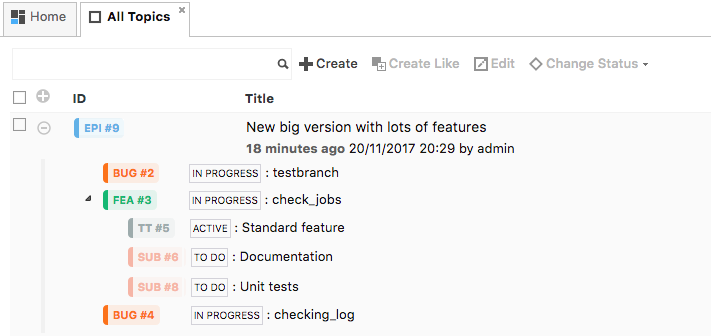 Home All Topics ×
Create Create Like Edit Change Status
ID Title
EPI #9 New big version with lots of features
18 minutes ago 20/11/2017 20:29 by admin
BUG #2 IN PROGRESS : testbranch
FEA #3 IN PROGRESS : check_jobs
TT #5 ACTIVE : Standard feature
SUB #6 TO DO : Documentation
SUB #8 TO DO : Unit tests
BUG #4 IN PROGRESS : checking_log